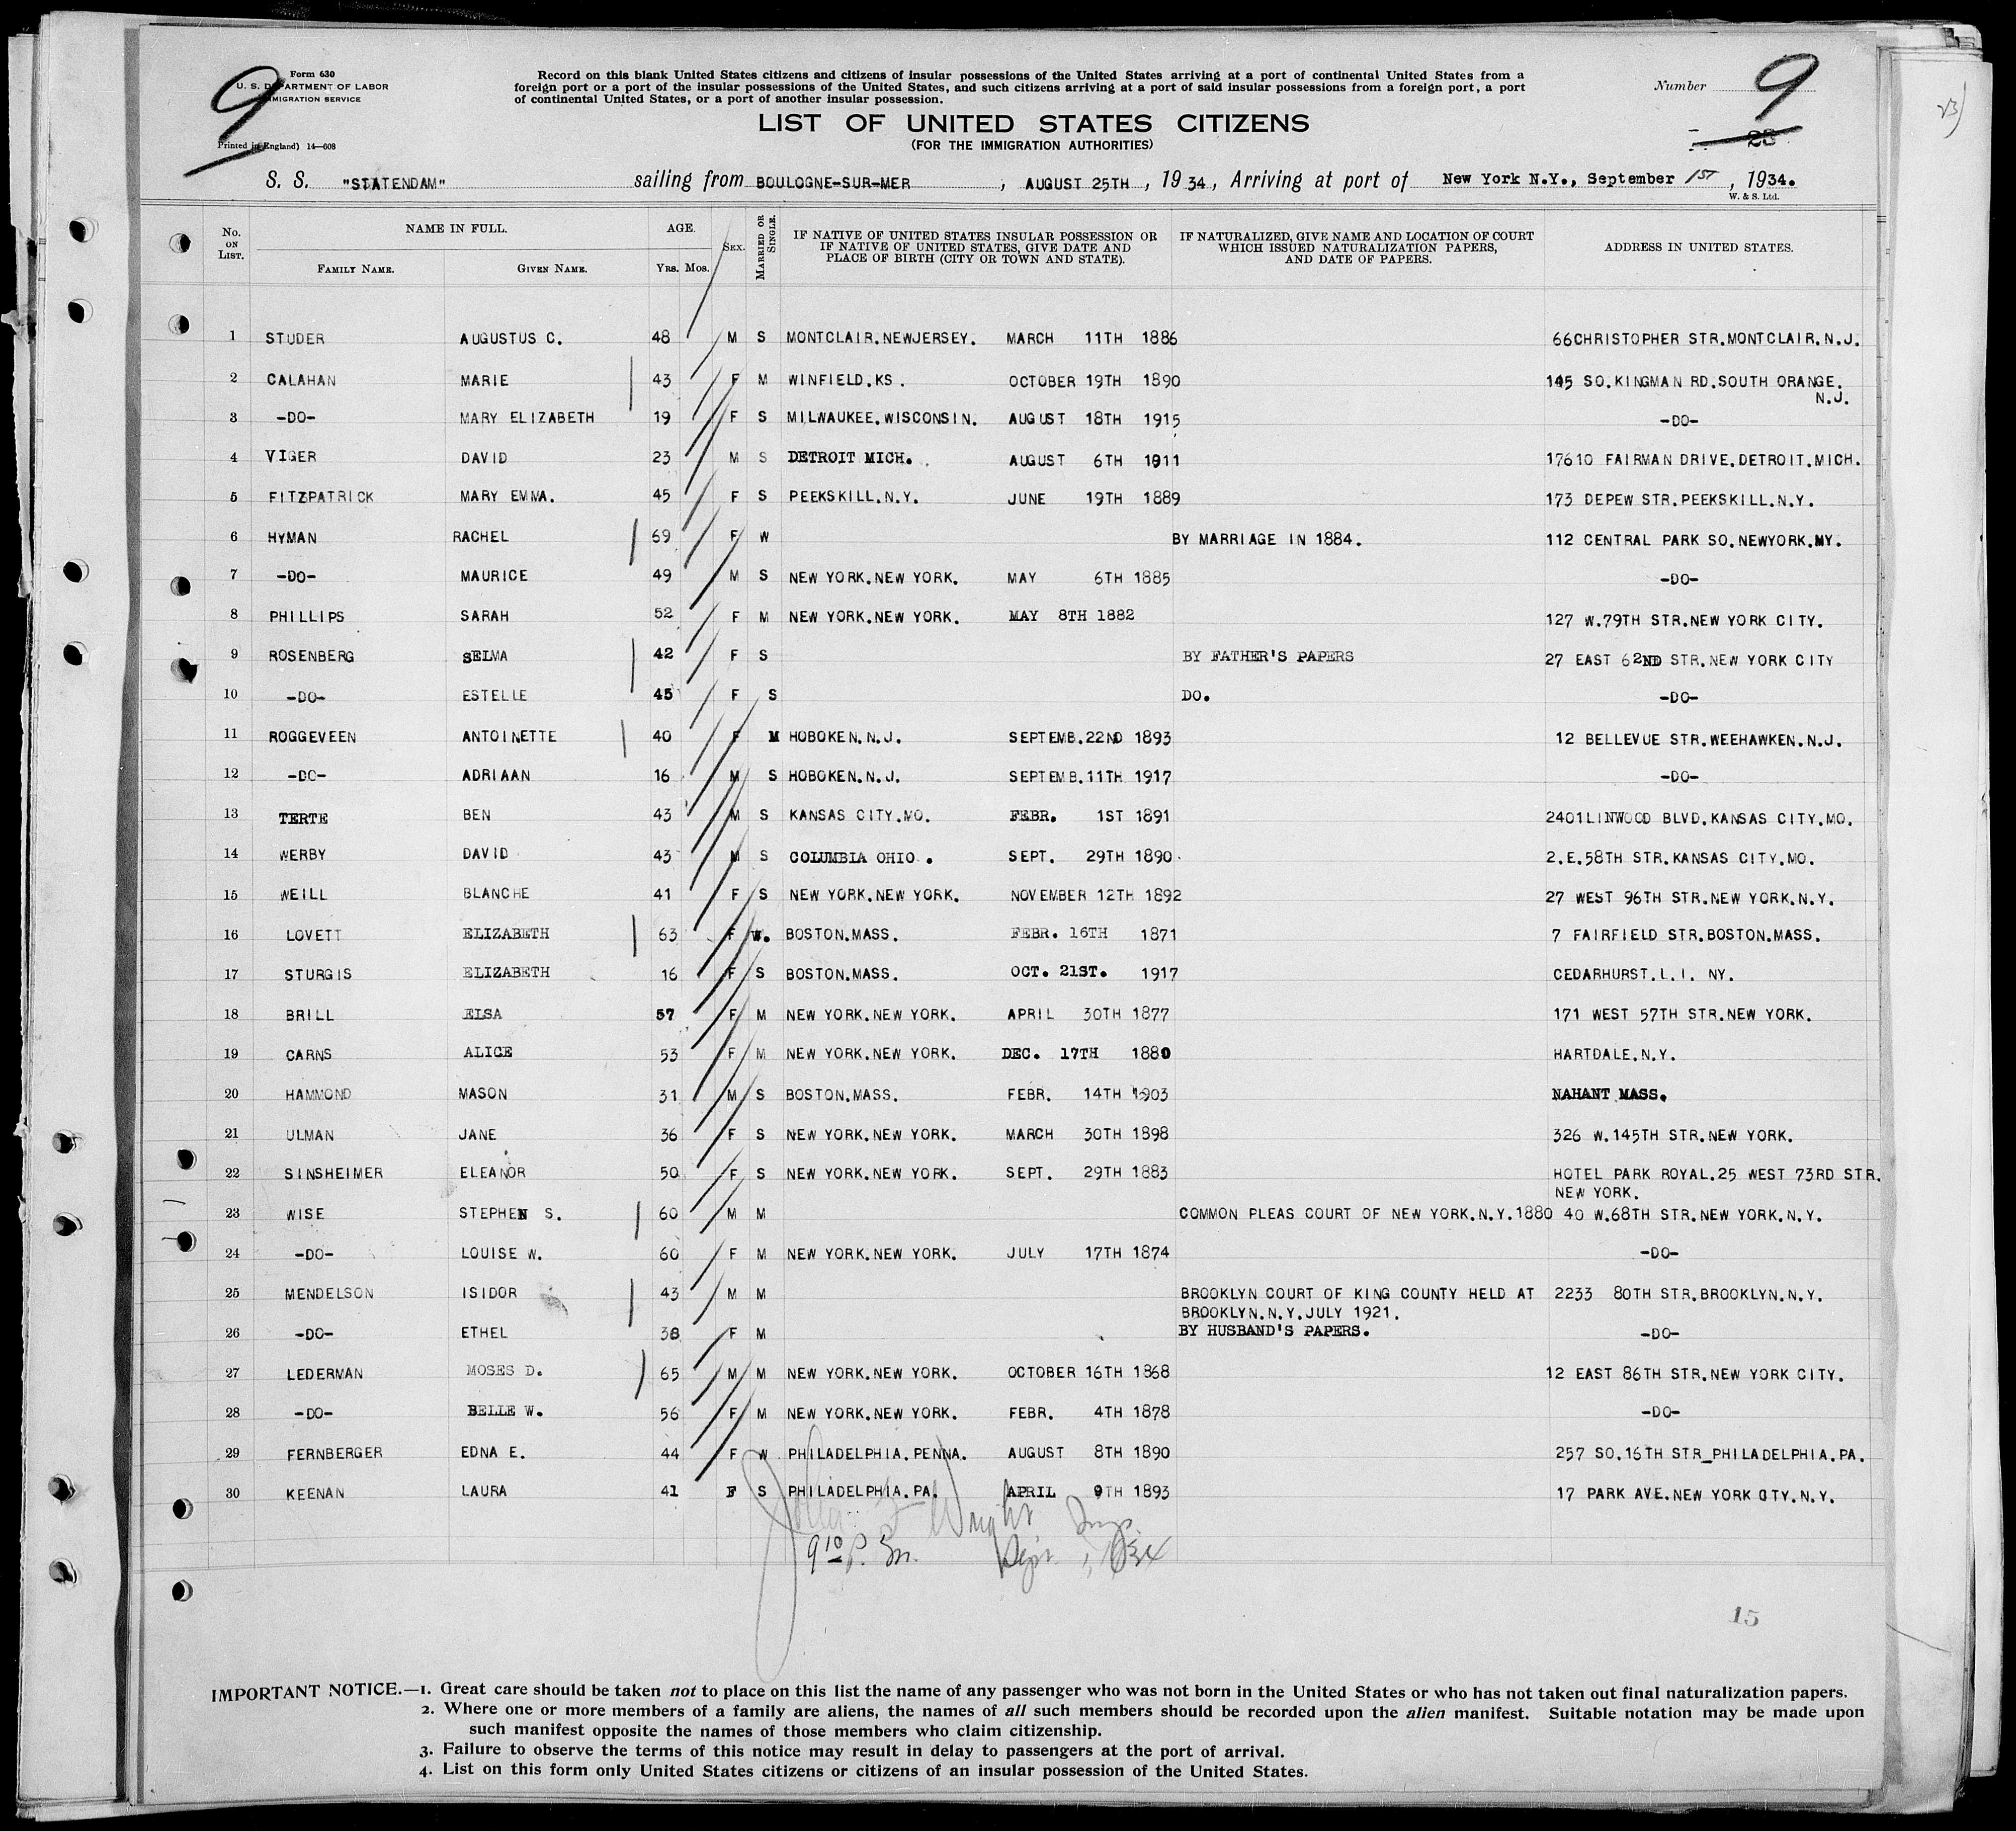 9
Form 630
U. S. DEPARTMENT OF LABOR
IMMIGRATION SERVICE
Printed in England) 14—608
Record on this blank United States citizens and citizens of insular possessions of the United States arriving at a port of continental United States from a
foreign port or a port of the insular possessions of the United States, and such citizens arriving at a port of said insular possessions from a foreign port, a port
of continental United States, or a port of another insular possession.
LIST OF UNITED STATES CITIZENS
(FOR THE IMMIGRATION AUTHORITIES)
Number 9
23
S. S. "STATENDAM" sailing from BOULOGNE-SUR-MER, AUGUST 25TH, 1934, Arriving at port of New York N.Y., September 1ST, 1934.
W. & S. Ltd.
No. ON LIST. NAME IN FULL. FAMILY NAME. GIVEN NAME. AGE. YRS. MOS. SEX. MARRIED OR SINGLE. IF NATIVE OF UNITED STATES INSULAR POSSESSION OR IF NATIVE OF UNITED STATES, GIVE DATE AND PLACE OF BIRTH (CITY OR TOWN AND STATE). IF NATURALIZED, GIVE NAME AND LOCATION OF COURT WHICH ISSUED NATURALIZATION PAPERS, AND DATE OF PAPERS. ADDRESS IN UNITED STATES.
1 STUDER AUGUSTUS C. 48 M S MONTCLAIR.NEWJERSEY. MARCH 11TH 1886 66CHRISTOPHER STR.MONTCLAIR.N.J.
2 CALAHAN MARIE 43 F M WINFIELD.KS. OCTOBER 19TH 1890 145 SO.KINGMAN RD.SOUTH ORANGE.
N.J.
3 -DO- MARY ELIZABETH 19 F S MILWAUKEE.WISCONSIN. AUGUST 18TH 1915 -DO-
4 VIGER DAVID 23 M S DETROIT MICH. AUGUST 6TH 1911 17610 FAIRMAN DRIVE.DETROIT.MICH.
5 FITZPATRICK MARY EMMA. 45 F S PEEKSKILL.N.Y. JUNE 19TH 1889 173 DEPEW STR.PEEKSKILL.N.Y.
6 HYMAN RACHEL 69 F W BY MARRIAGE IN 1884. 112 CENTRAL PARK SO.NEWYORK.NY.
7 -DO- MAURICE 49 M S NEW YORK.NEW YORK. MAY 6TH 1885 -DO-
8 PHILLIPS SARAH 52 F M NEW YORK.NEW YORK. MAY 8TH 1882 127 W.79TH STR.NEW YORK CITY.
9 ROSENBERG SELMA 42 F S BY FATHER'S PAPERS 27 EAST 62ND STR.NEW YORK CITY
10 -DO- ESTELLE 45 F S DO. -DO-
11 ROGGEVEEN ANTOINETTE 40 F M HOBOKEN.N.J. SEPTEMB.22ND 1893 12 BELLEVUE STR.WEEHAWKEN.N.J.
12 -DO- ADRIAAN 16 M S HOBOKEN.N.J. SEPTEMB.11TH 1917 -DO-
13 TERTE BEN 43 M S KANSAS CITY.MO. FEBR. 1ST 1891 2401LINWOOD BLVD.KANSAS CITY.MO.
14 WERBY DAVID 43 M S COLUMBIA OHIO. SEPT. 29TH 1890. 2.E.58TH STR.KANSAS CITY.MO.
15 WEILL BLANCHE 41 F S NEW YORK.NEW YORK. NOVEMBER 12TH 1892 27 WEST 96TH STR.NEW YORK.N.Y.
16 LOVETT ELIZABETH 63 F W. BOSTON.MASS. FEBR. 16TH 1871 7 FAIRFIELD STR.BOSTON.MASS.
17 STURGIS ELIZABETH 16 F S BOSTON.MASS. OCT. 21ST. 1917 CEDARHURST.L.I. NY.
18 BRILL ELSA 57 F M NEW YORK.NEW YORK. APRIL 30TH 1877 171 WEST 57TH STR.NEW YORK.
19 CARNS ALICE 53 F M NEW YORK.NEW YORK. DEC. 17TH 1880 HARTDALE.N.Y.
20 HAMMOND MASON 31 M S BOSTON.MASS. FEBR. 14TH 1903 NAHANT MASS.
21 ULMAN JANE 36 F S NEW YORK.NEW YORK. MARCH 30TH 1898 326 W.145TH STR.NEW YORK.
22 SINSHEIMER ELEANOR 50 F S NEW YORK.NEW YORK. SEPT. 29TH 1883 HOTEL PARK ROYAL.25 WEST 73RD STR.
NEW YORK.
23 WISE STEPHEN S. 60 M M COMMON PLEAS COURT OF NEW YORK.N.Y.1880 40 W.68TH STR.NEW YORK.N.Y.
24 -DO- LOUISE W. 60 F M NEW YORK.NEW YORK. JULY 17TH 1874 -DO-
25 MENDELSON ISIDOR 43 M M BROOKLYN COURT OF KING COUNTY HELD AT 2233 80TH STR.BROOKLYN.N.Y.
BROOKLYN.N.Y.JULY 1921.
26 -DO- ETHEL 38 F M BY HUSBAND'S PAPERS. -DO-
27 LEDERMAN MOSES D. 65 M M NEW YORK.NEW YORK. OCTOBER 16TH 1868 12 EAST 86TH STR.NEW YORK CITY.
28 -DO- BELLE W. 56 F M NEW YORK.NEW YORK. FEBR. 4TH 1878 -DO-
29 FERNBERGER EDNA E. 44 F W PHILADELPHIA.PENNA. AUGUST 8TH 1890 257 SO.16TH STR_PHILADELPHIA.PA.
30 KEENAN LAURA 41 F S PHILADELPHIA.PA. APRIL 9TH 1893 17 PARK AVE.NEW YORK CITY.N.Y.
Wright Insp.
9 10 P. M. Sept. 1, 1934
15
IMPORTANT NOTICE.—1. Great care should be taken not to place on this list the name of any passenger who was not born in the United States or who has not taken out final naturalization papers.
2. Where one or more members of a family are aliens, the names of all such members should be recorded upon the alien manifest. Suitable notation may be made upon
such manifest opposite the names of those members who claim citizenship.
3. Failure to observe the terms of this notice may result in delay to passengers at the port of arrival.
4. List on this form only United States citizens or citizens of an insular possession of the United States.